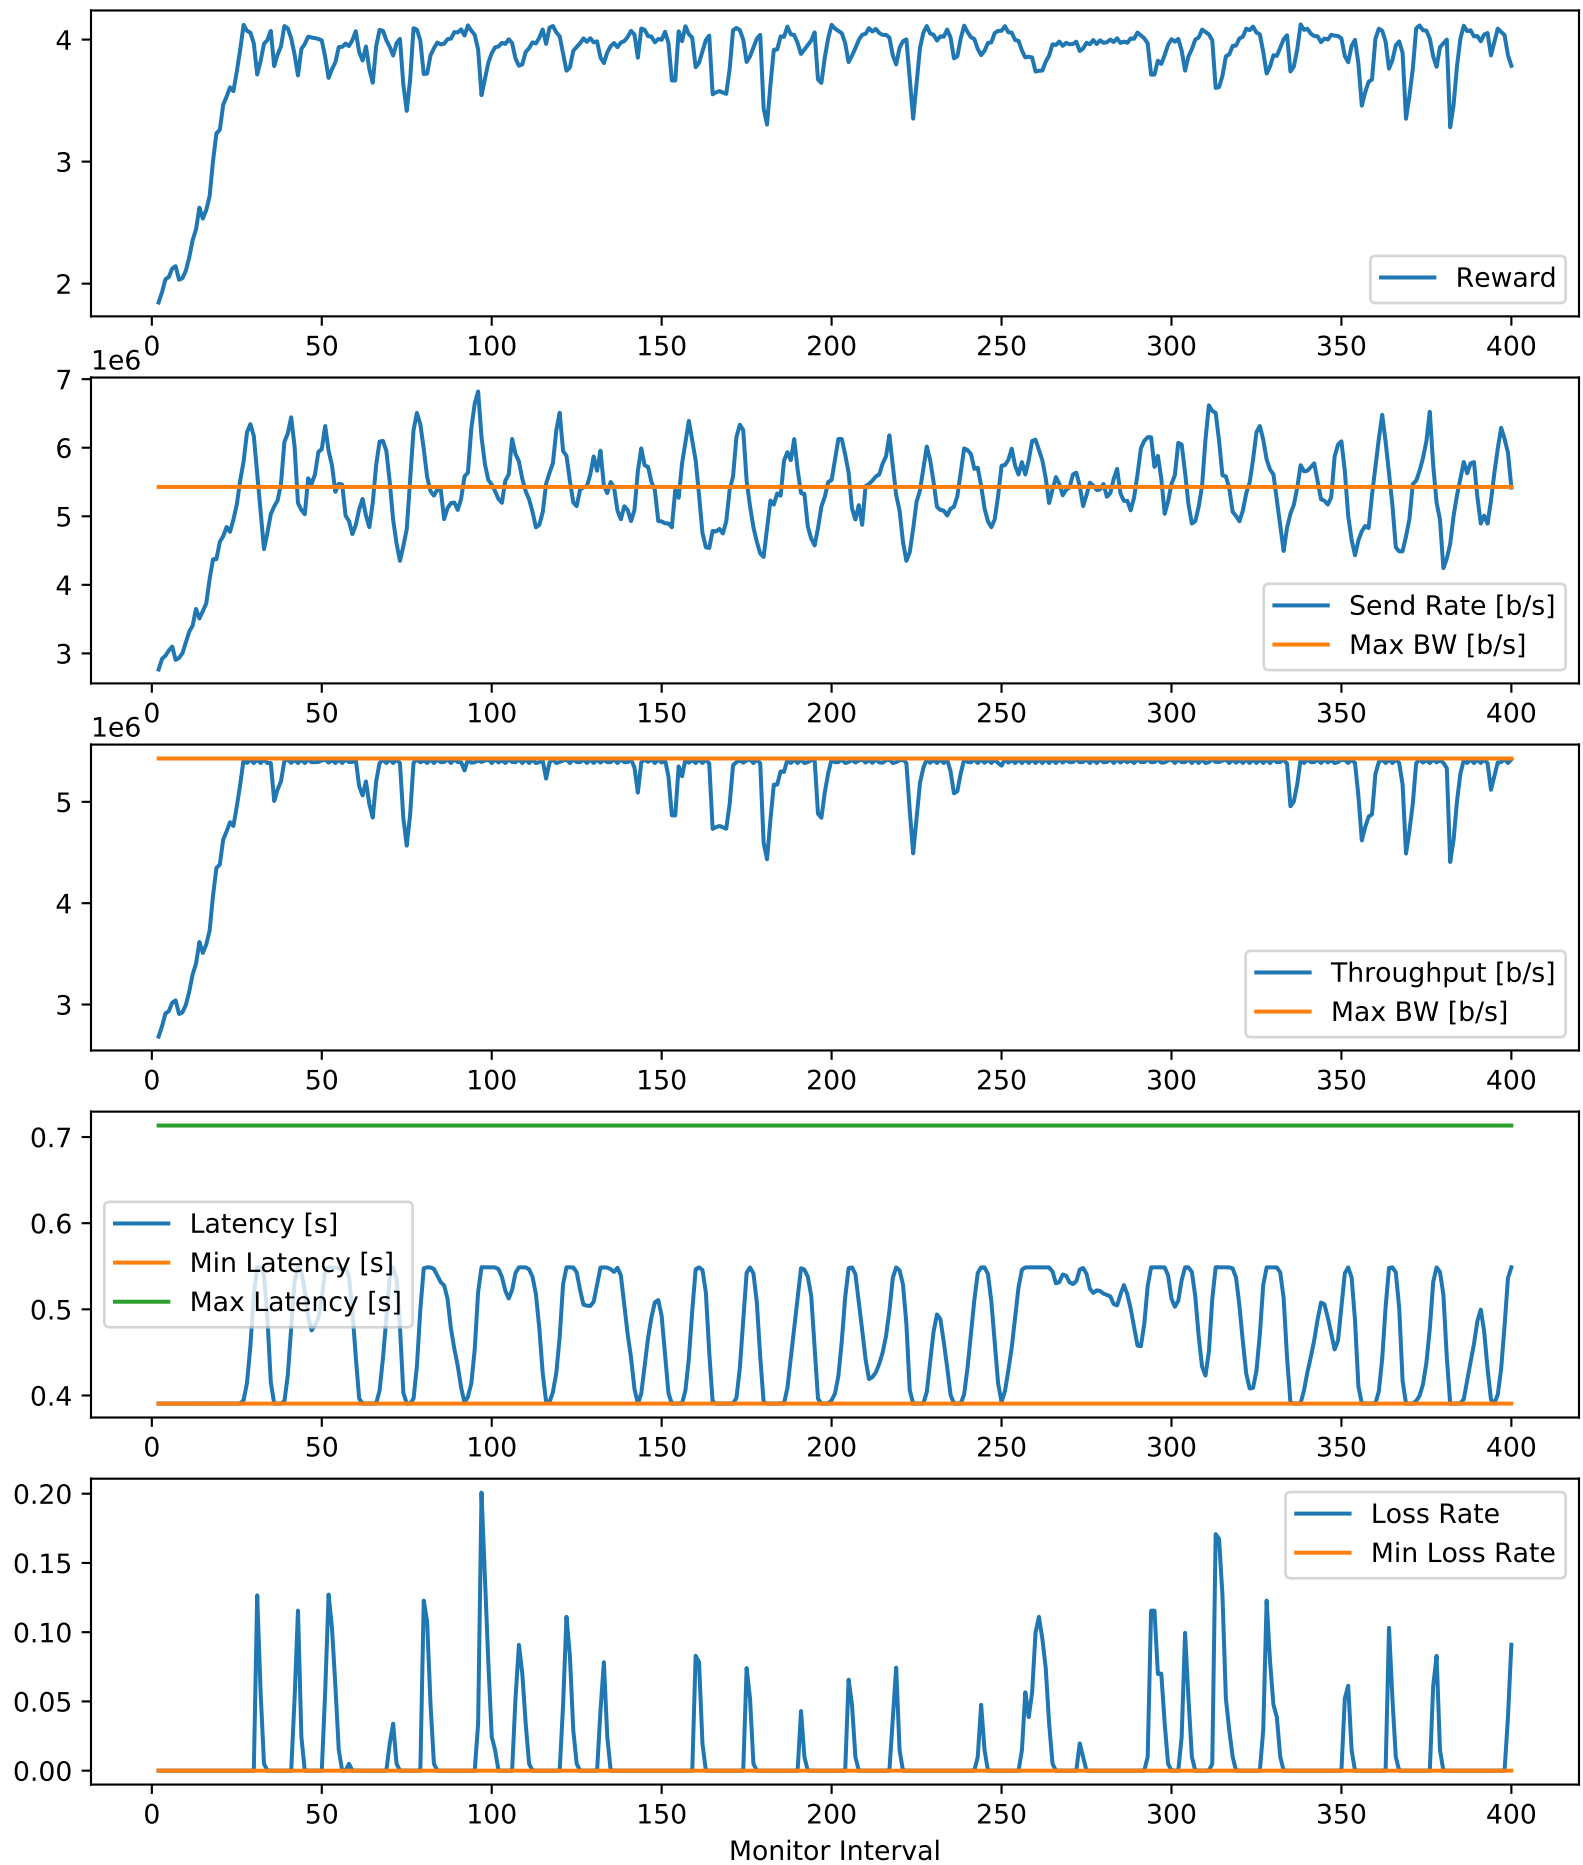 4
3
2
Reward
0 50 100 150 200 250 300 350 400
1e6
7
6
5
4
3
Send Rate [b/s]
Max BW [b/s]
0 50 100 150 200 250 300 350 400
1e6
5
4
3
Throughput [b/s]
Max BW [b/s]
0 50 100 150 200 250 300 350 400
0.7
0.6
0.5
0.4
Latency [s]
Min Latency [s]
Max Latency [s]
0 50 100 150 200 250 300 350 400
0.20
0.15
0.10
0.05
0.00
Loss Rate
Min Loss Rate
0 50 100 150 200 250 300 350 400
Monitor Interval